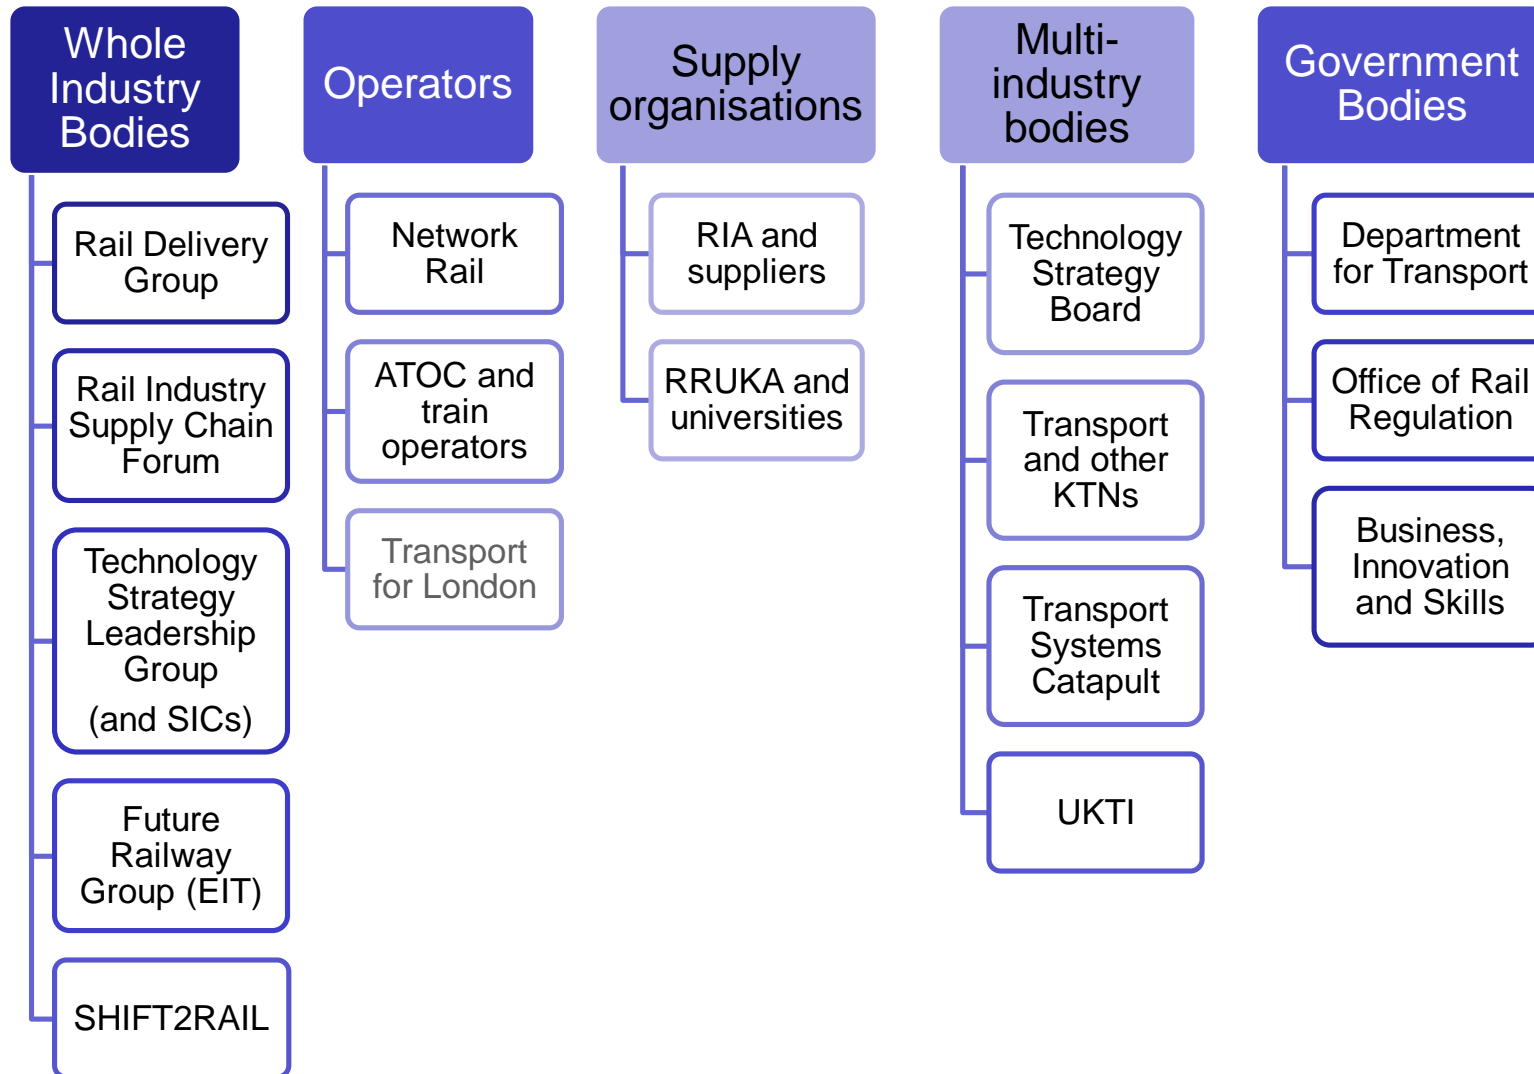 Whole
Industry
Bodies
Rail Delivery
Group
Rail Industry
Supply Chain
Forum
Technology
Strategy
Leadership
Group
(and SICs)
Future
Railway
Group (EIT)
SHIFT2RAIL
Operators
Network
Rail
ATOC and
train
operators
Transport
for London
Supply
organisations
RIA and
suppliers
RRUKA and
universities
Multi-
industry
bodies
Technology
Strategy
Board
Transport
and other
KTNs
Transport
Systems
Catapult
UKTI
Government
Bodies
Department
for Transport
Office of Rail
Regulation
Business,
Innovation
and Skills